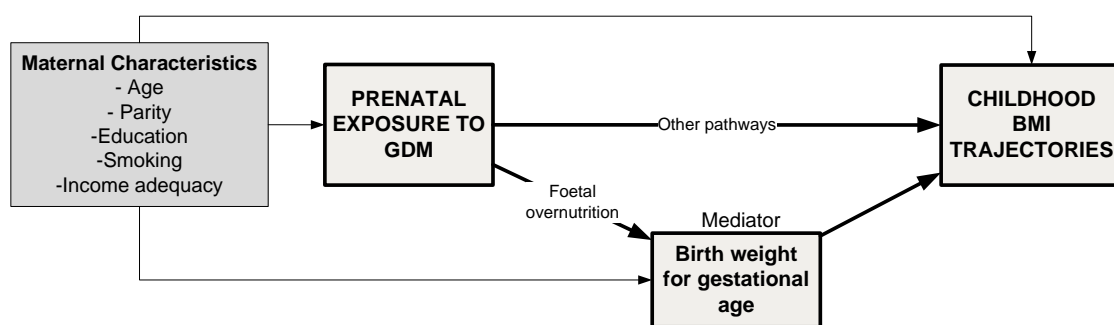 Maternal Characteristics
- Age
- Parity
-Education
-Smoking
-Income adequacy
PRENATAL
EXPOSURE TO
GDM
Other pathways
CHILDHOOD
BMI
TRAJECTORIES
Foetal
overnutrition
Mediator
Birth weight
for gestational
age